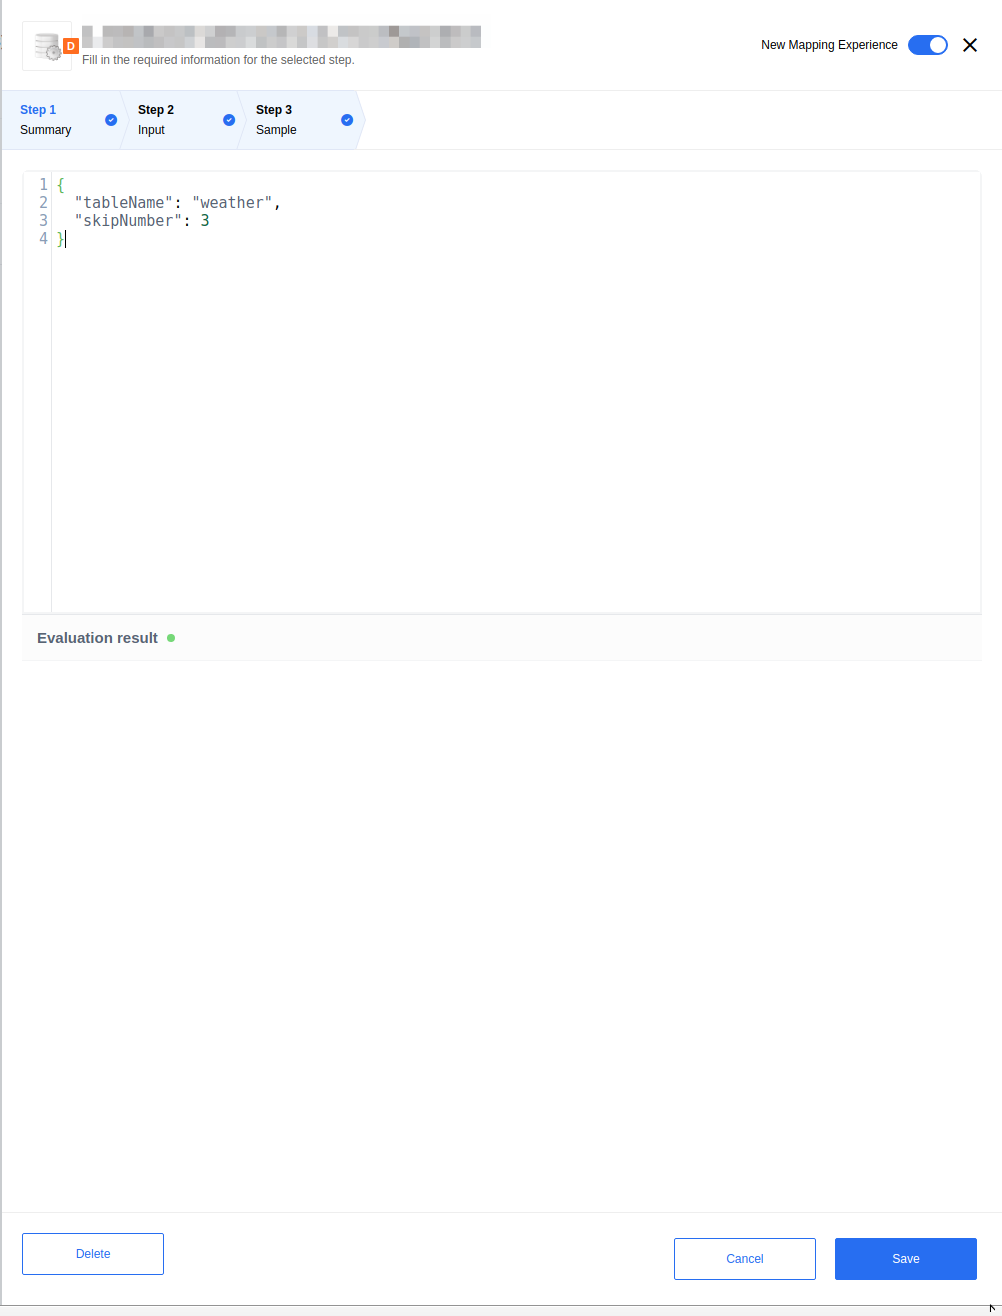 D
Fill in the required information for the selected step.
New Mapping Experience
Step 1
Summary
Step 2
Input
Step 3
Sample
1 {
2   "tableName": "weather",
3   "skipNumber": 3
4 }
Evaluation result
Delete
Cancel
Save